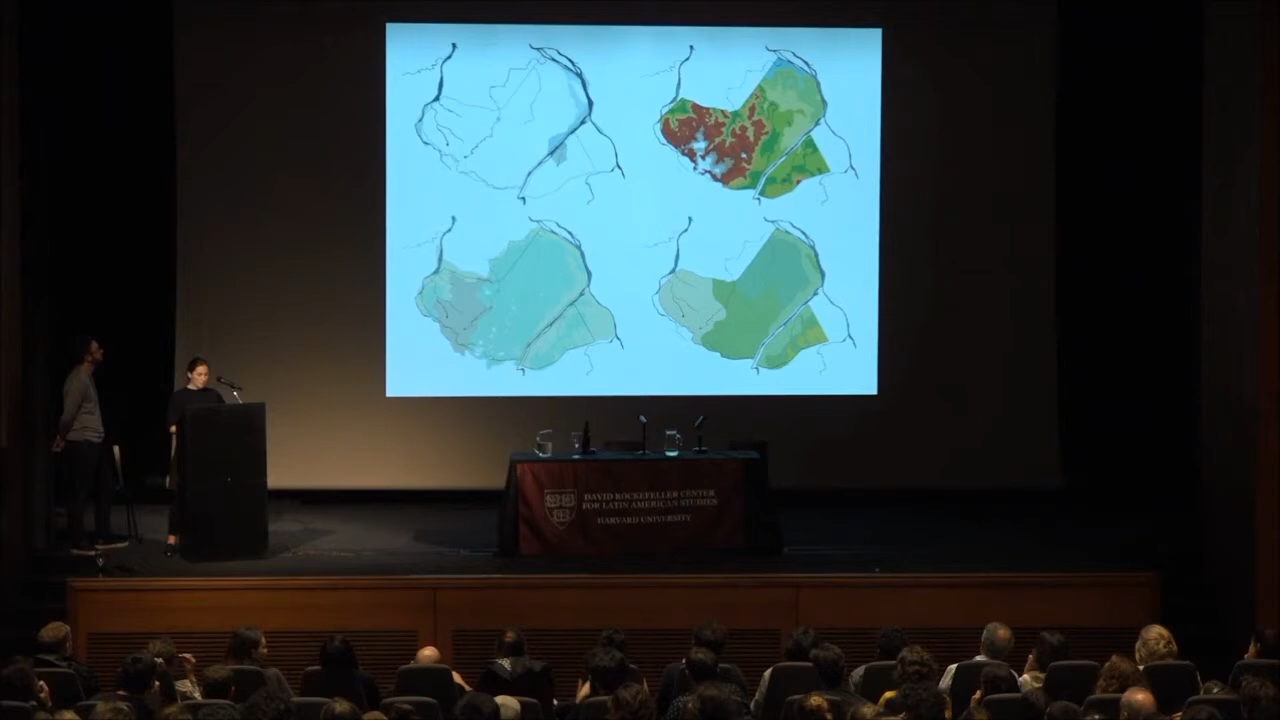 DAVID ROCKEFELLER CENTER
FOR LATIN AMERICAN STUDIES
HARVARD UNIVERSITY